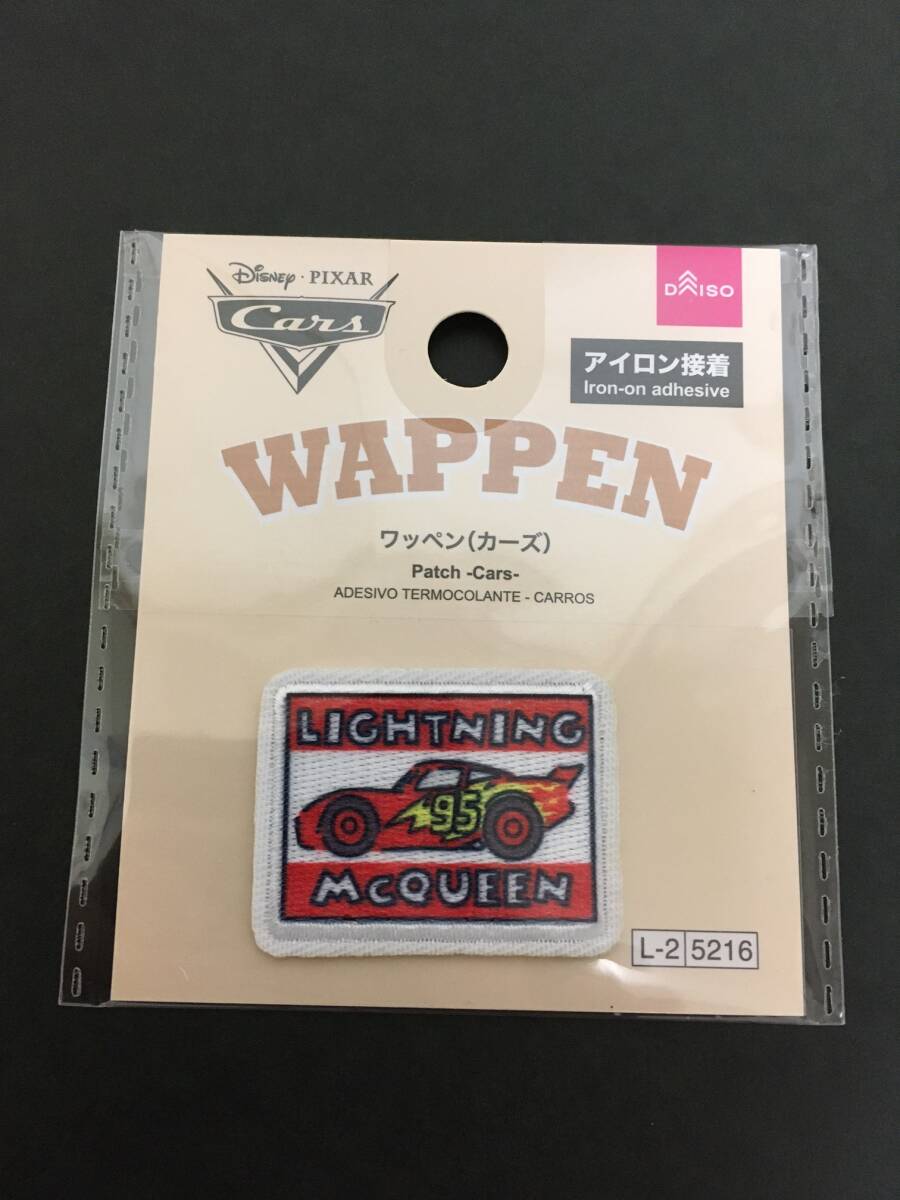 Disney · PIXAR
Cars
DAISO
アイロン接着
Iron-on adhesive
WAPPEN
ワッペン(カーズ)
Patch -Cars-
ADESIVO TERMOCOLANTE - CARROS
LIGHTNING
95
MCQUEEN
L-2 5216